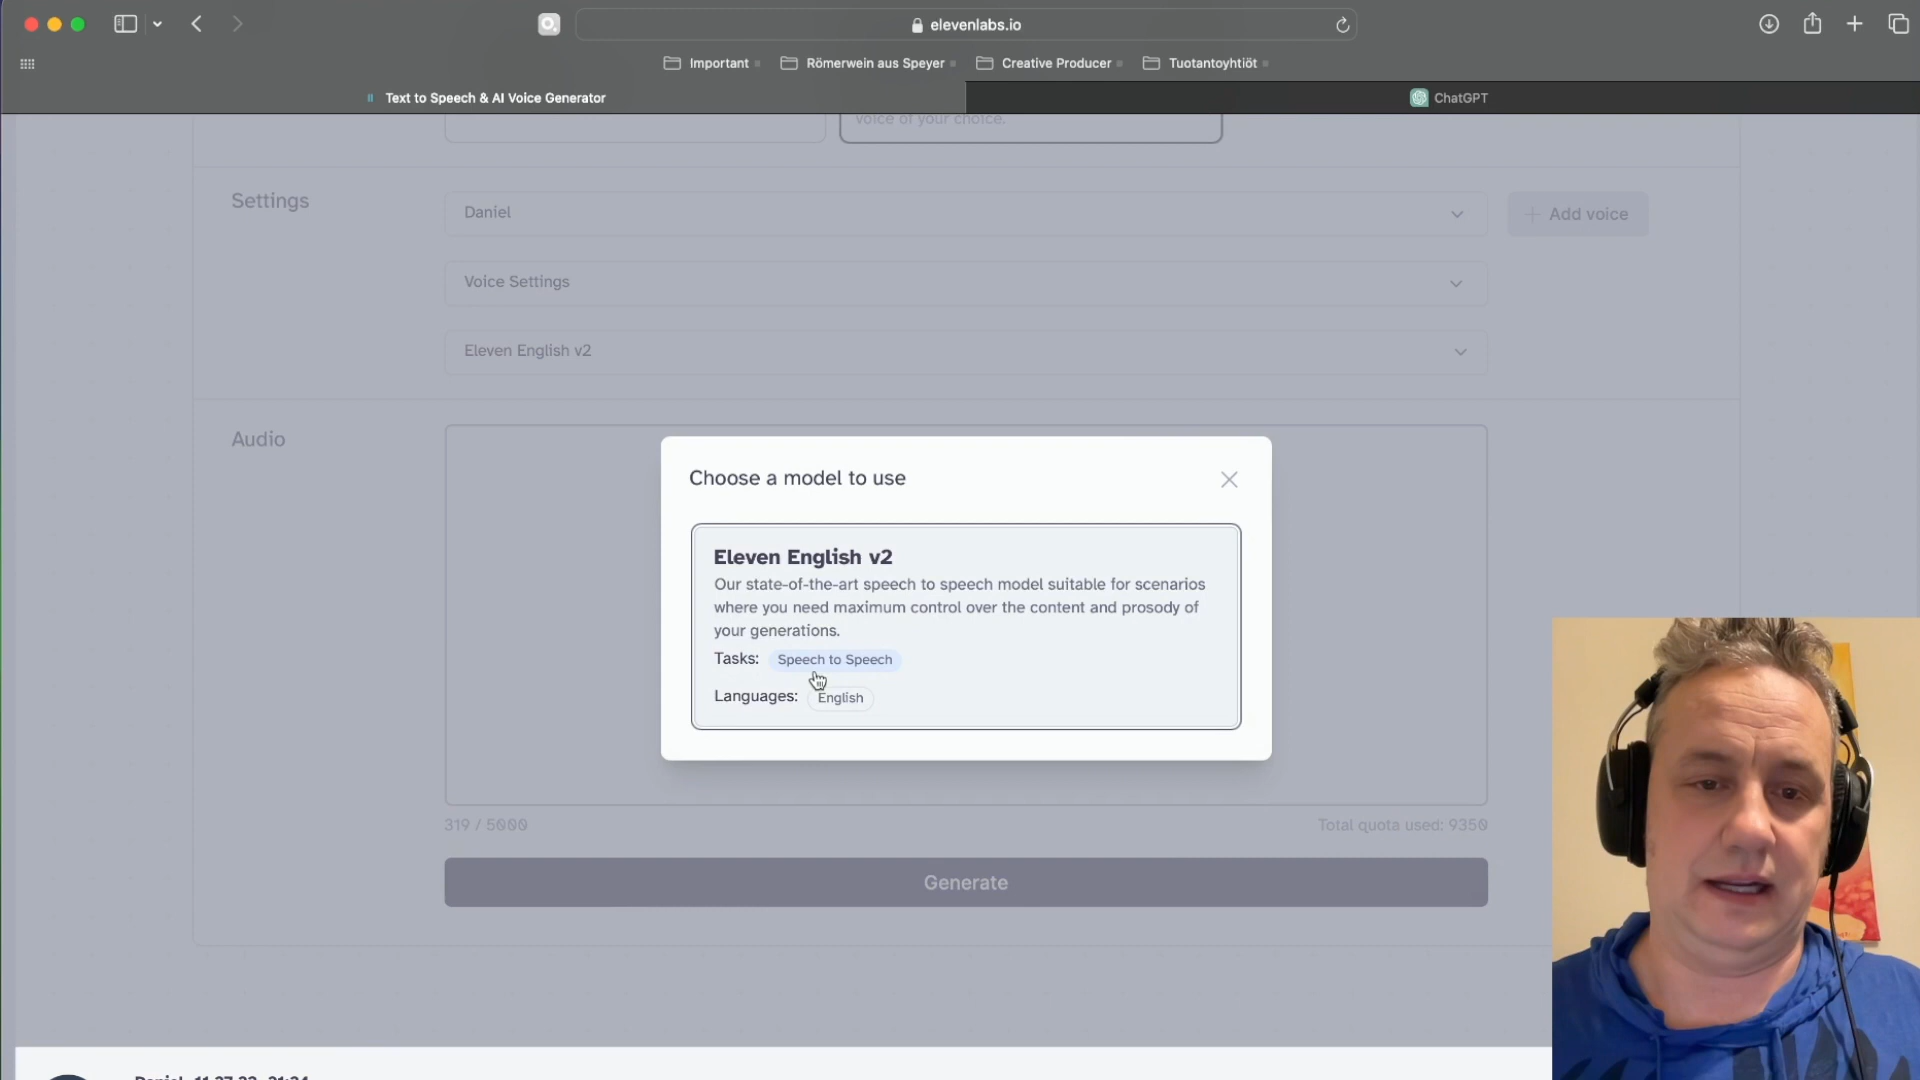 elevenlabs.io
Important
Römerwein aus Speyer
Creative Producer
Tuotantoyhtiöt
Text to Speech & AI Voice Generator
ChatGPT
voice of your choice.
Settings
Daniel
+ Add voice
Voice Settings
Eleven English v2
Audio
Choose a model to use
Eleven English v2
Our state-of-the-art speech to speech model suitable for scenarios
where you need maximum control over the content and prosody of
your generations.
Tasks: Speech to Speech
Languages: English
319 / 5000
Total quota used: 9350
Generate